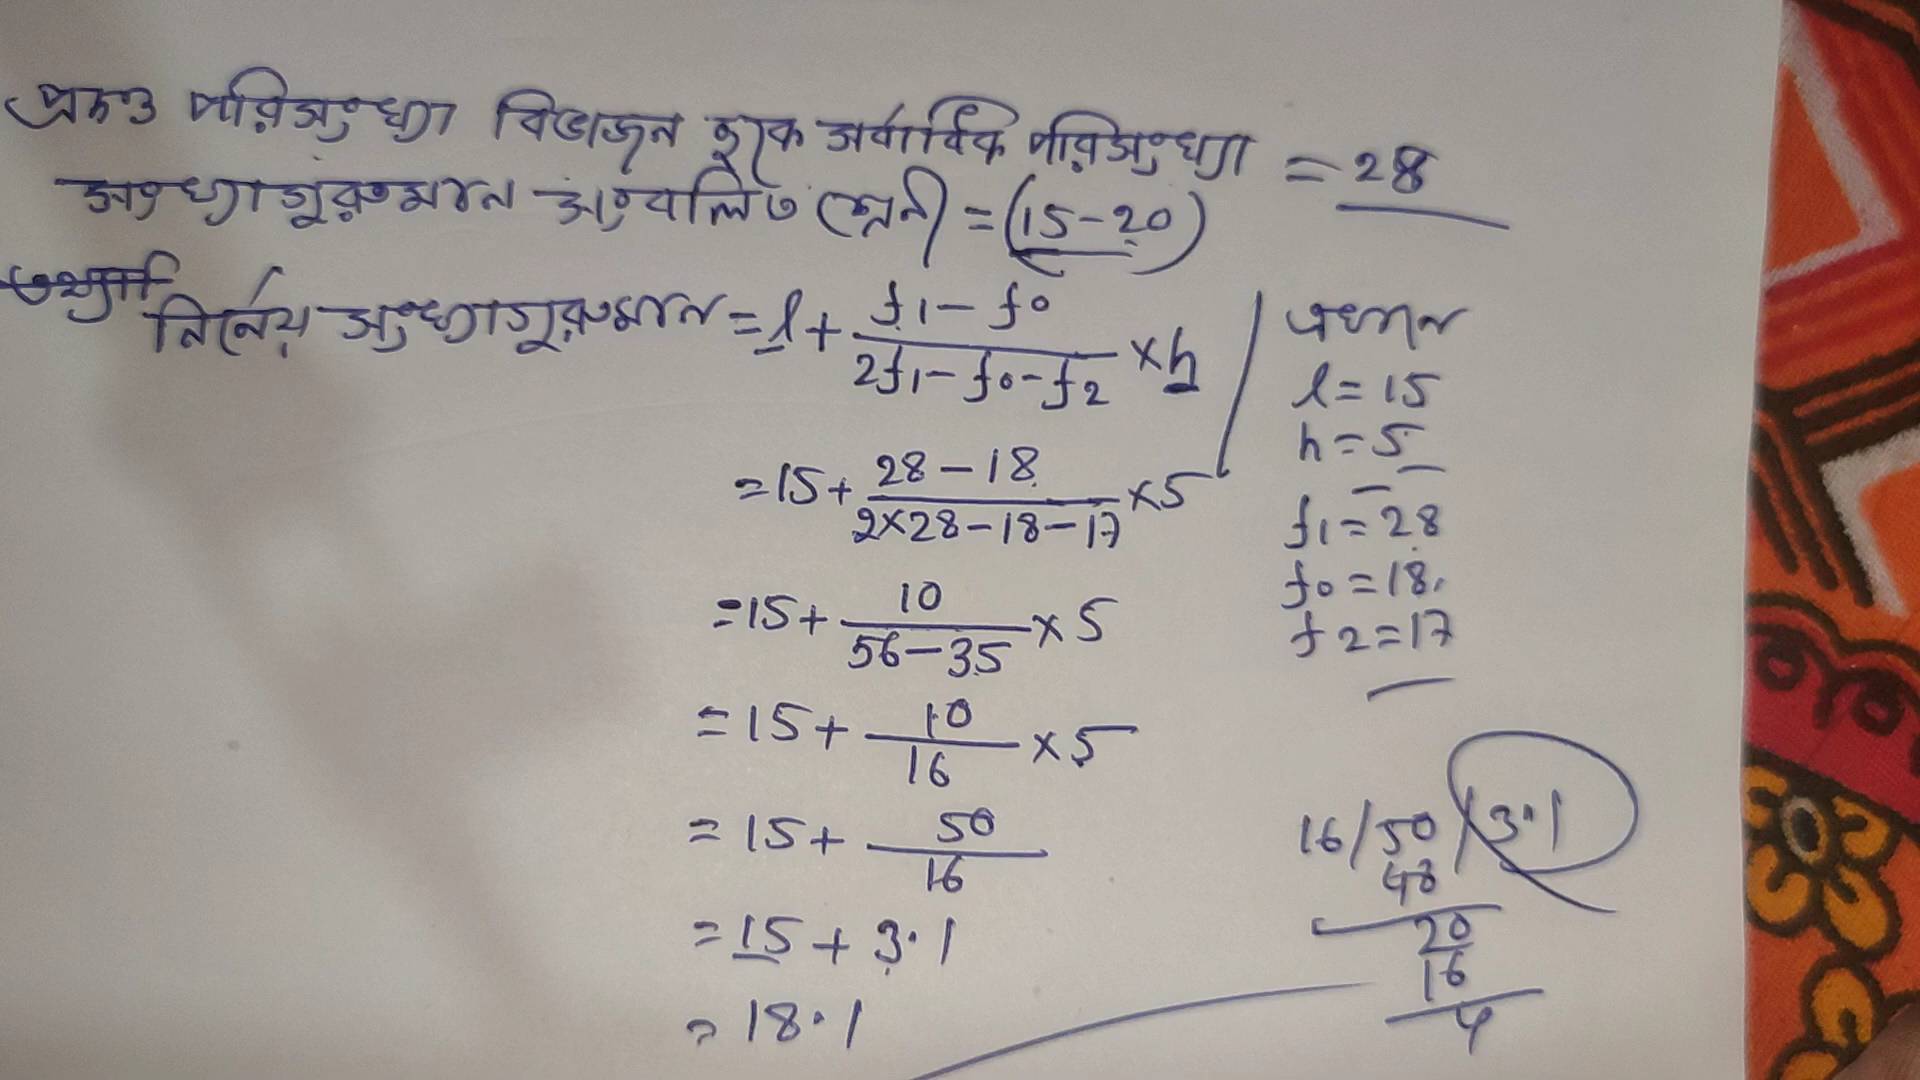 প্রদত্ত পরিসংখ্যা বিভাজন হতে সর্বাধিক পরিসংখ্যা = 28
সংখ্যাগুরুমান সংবলিত শ্রেনী = (15-20)
নির্নেয় সংখ্যাগুরুমান = l + (f1 - f0) / (2f1 - f0 - f2) × h
= 15 + (28 - 18) / (2×28 - 18 - 17) × 5
= 15 + 10 / (56 - 35) × 5
= 15 + 10/16 × 5
= 15 + 50/16
= 15 + 3.1
= 18.1
এখানে
l = 15
h = 5
f1 = 28
f0 = 18
f2 = 17
16/50/3.1
48
20
16
4